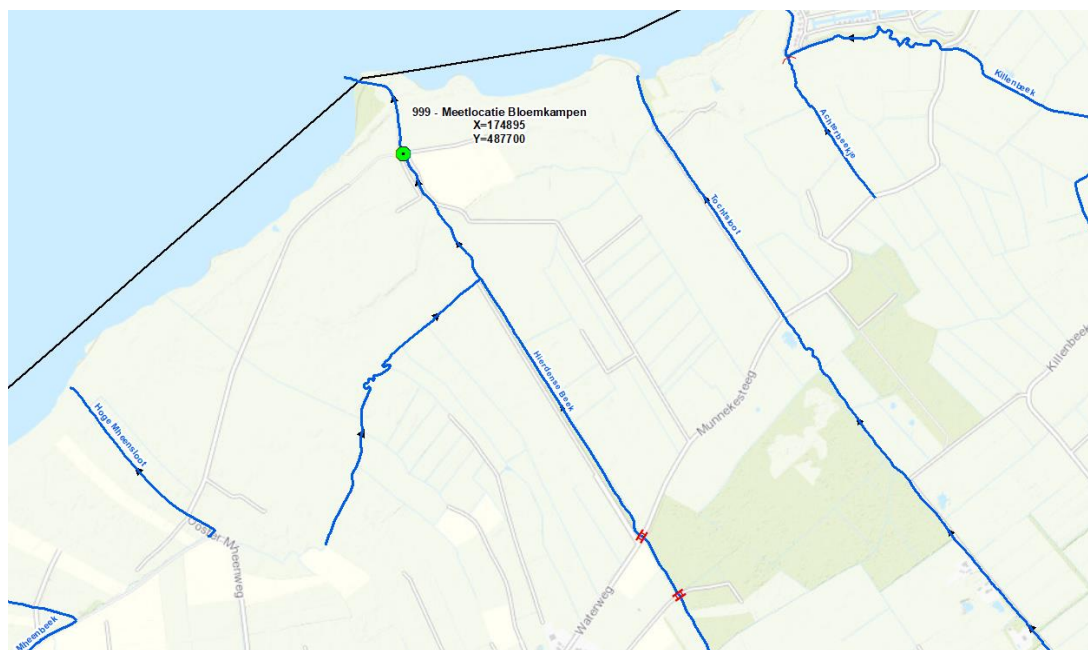 999 - Meetlocatie Bloemkampen
X=174895
Y=487700
Killenbeek
Achterbeekje
Tochtsloot
Hierdense Beek
Killenbeek
Munnekesteeg
Hoge Mheensloot
Ooster Mheenweg
Waterweg
Mheenbeek